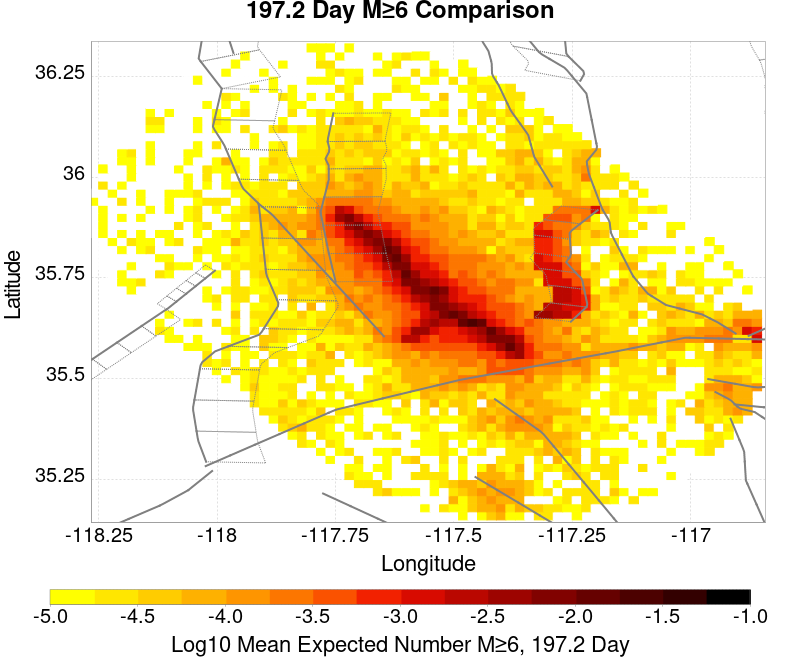 197.2 Day M≥6 Comparison
36.25
36
35.75
35.5
35.25
Latitude
-118.25 -118 -117.75 -117.5 -117.25 -117
Longitude
-5.0 -4.5 -4.0 -3.5 -3.0 -2.5 -2.0 -1.5 -1.0
Log10 Mean Expected Number M≥6, 197.2 Day